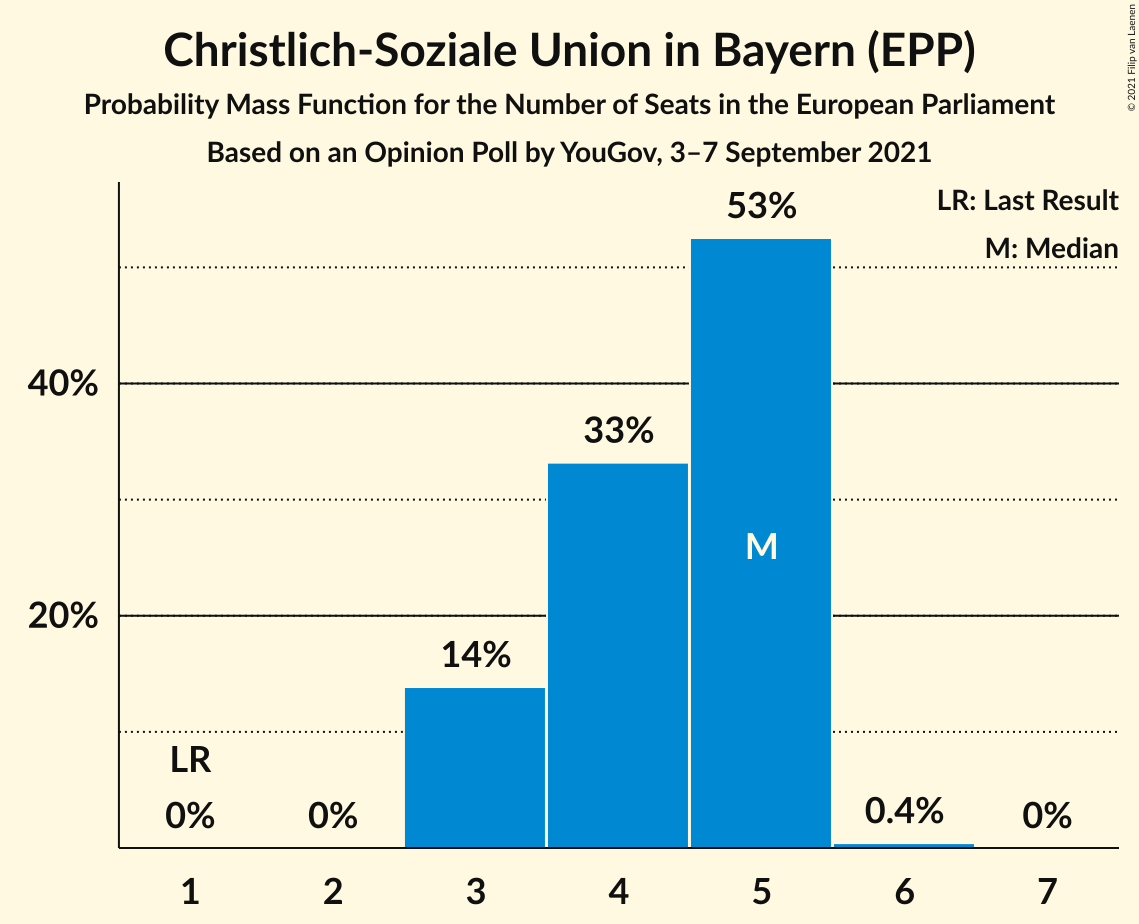 Christlich-Soziale Union in Bayern (EPP)
Probability Mass Function for the Number of Seats in the European Parliament
Based on an Opinion Poll by YouGov, 3–7 September 2021
© 2021 Filip van Laenen
LR: Last Result
M: Median
53%
40%
33%
M
20%
14%
LR
0%
0%
0.4%
0%
1
2
3
4
5
6
7